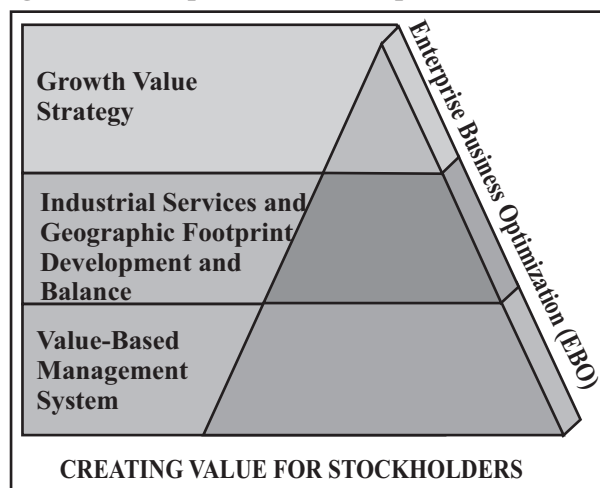 Growth Value
Strategy
Industrial Services and
Geographic Footprint
Development and
Balance
Value-Based
Management
System
Enterprise Business Optimization (EBO)
CREATING VALUE FOR STOCKHOLDERS